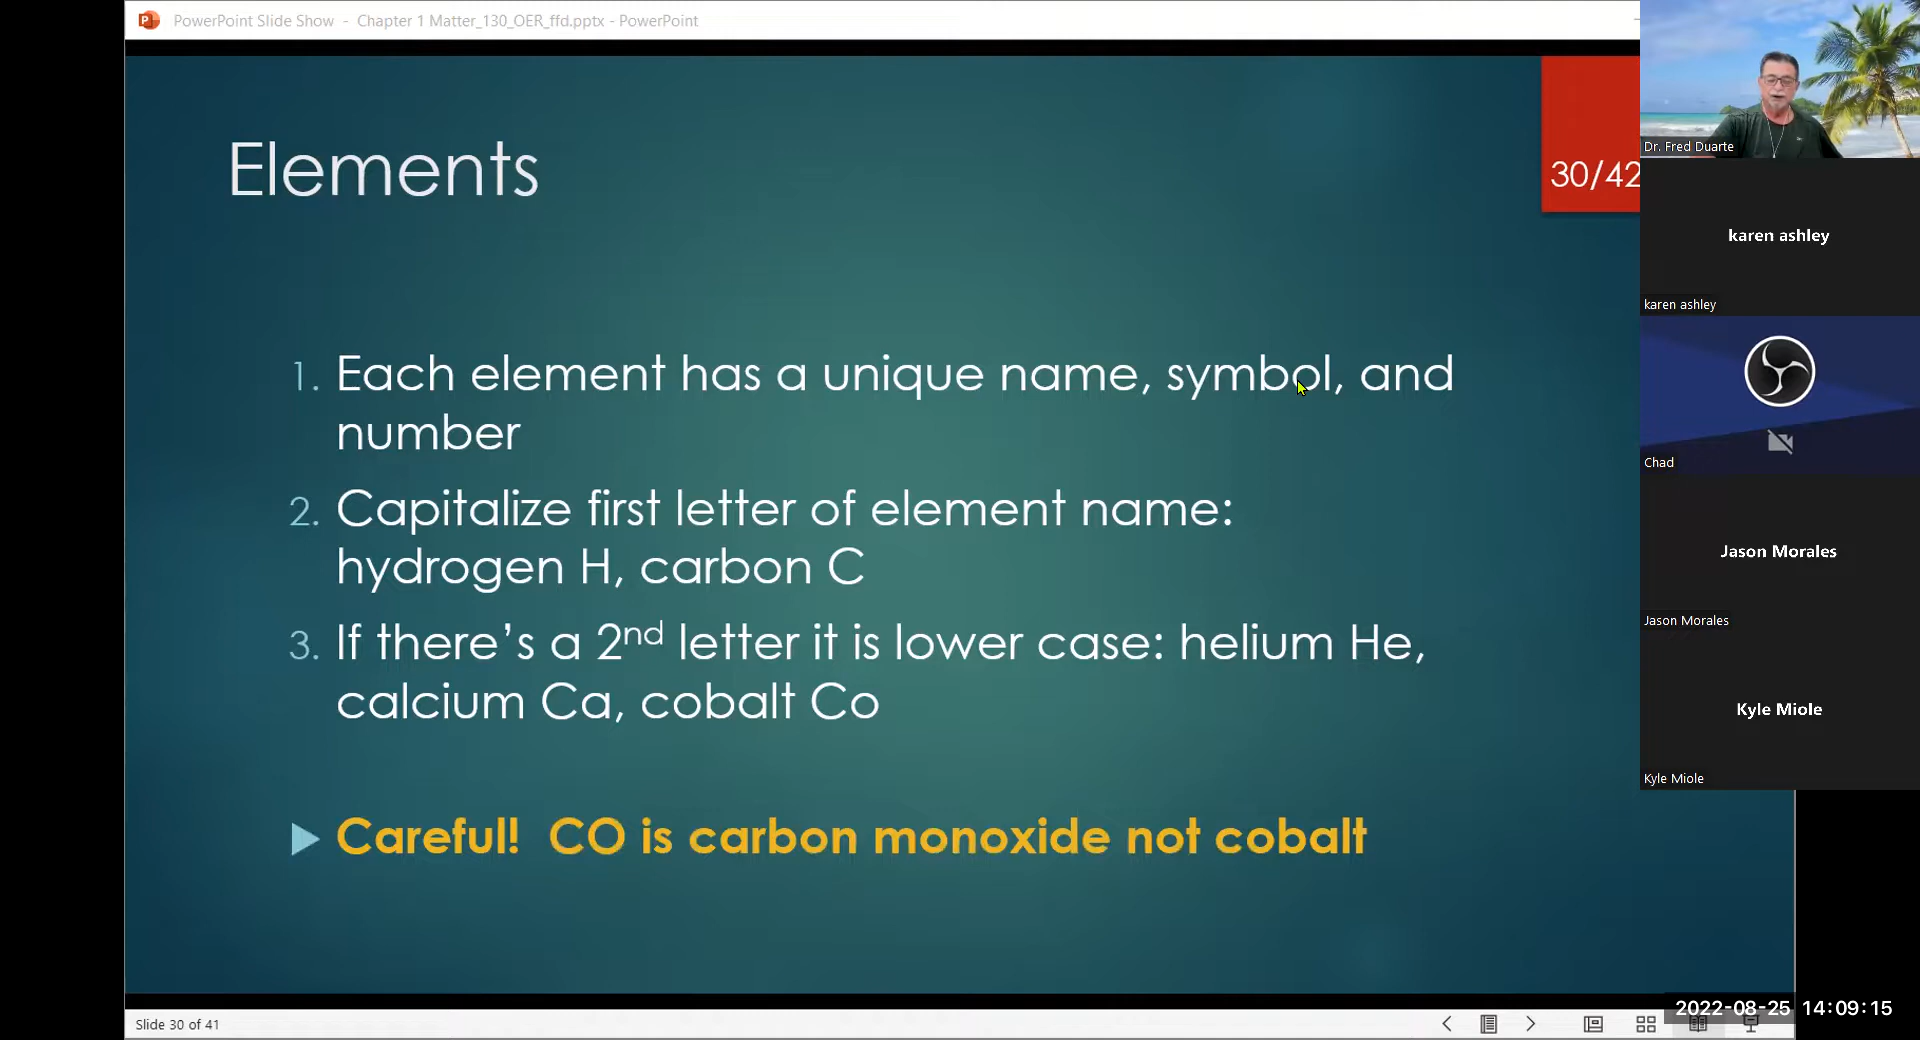 PowerPoint Slide Show - Chapter 1 Matter_130_OER_ffd.pptx - PowerPoint
Elements
30/42
1. Each element has a unique name, symbol, and
number
2. Capitalize first letter of element name:
hydrogen H, carbon C
3. If there's a 2nd letter it is lower case: helium He,
calcium Ca, cobalt Co
Careful! CO is carbon monoxide not cobalt
Slide 30 of 41
Dr. Fred Duarte
karen ashley
karen ashley
Chad
Jason Morales
Jason Morales
Kyle Miole
Kyle Miole
2022-08-25 14:09:15